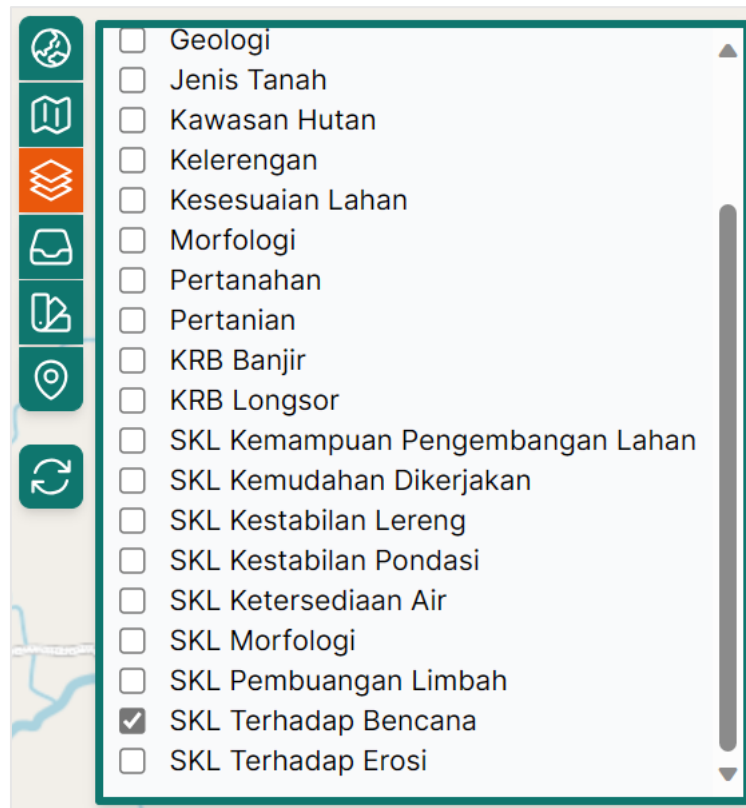 Geologi
Jenis Tanah
Kawasan Hutan
Kelerengan
Kesesuaian Lahan
Morfologi
Pertanahan
Pertanian
KRB Banjir
KRB Longsor
SKL Kemampuan Pengembangan Lahan
SKL Kemudahan Dikerjakan
SKL Kestabilan Lereng
SKL Kestabilan Pondasi
SKL Ketersediaan Air
SKL Morfologi
SKL Pembuangan Limbah
SKL Terhadap Bencana
SKL Terhadap Erosi